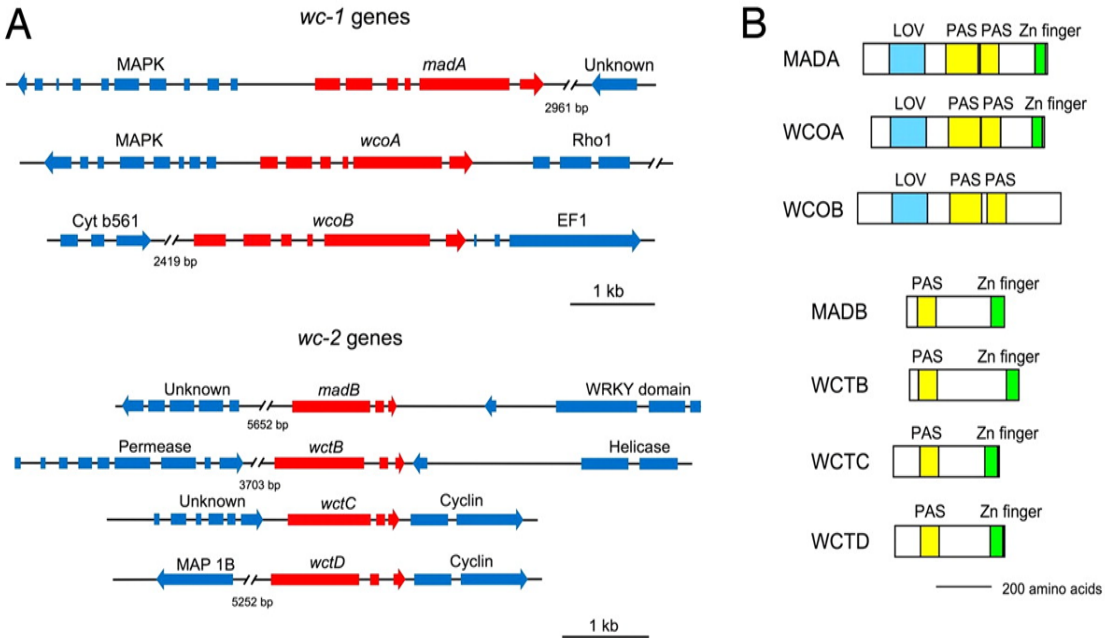 A
wc-1 genes
MAPK madA Unknown
2961 bp
MAPK wcoA Rho1
Cyt b561 wcoB EF1
2419 bp
1 kb
wc-2 genes
Unknown madB WRKY domain
5652 bp
Permease wctB Helicase
3703 bp
Unknown wctC Cyclin
MAP 1B wctD Cyclin
5252 bp
1 kb
B
LOV PAS PAS Zn finger
MADA
LOV PAS PAS Zn finger
WCOA
LOV PAS PAS
WCOB
PAS Zn finger
MADB
PAS Zn finger
WCTB
PAS Zn finger
WCTC
PAS Zn finger
WCTD
200 amino acids